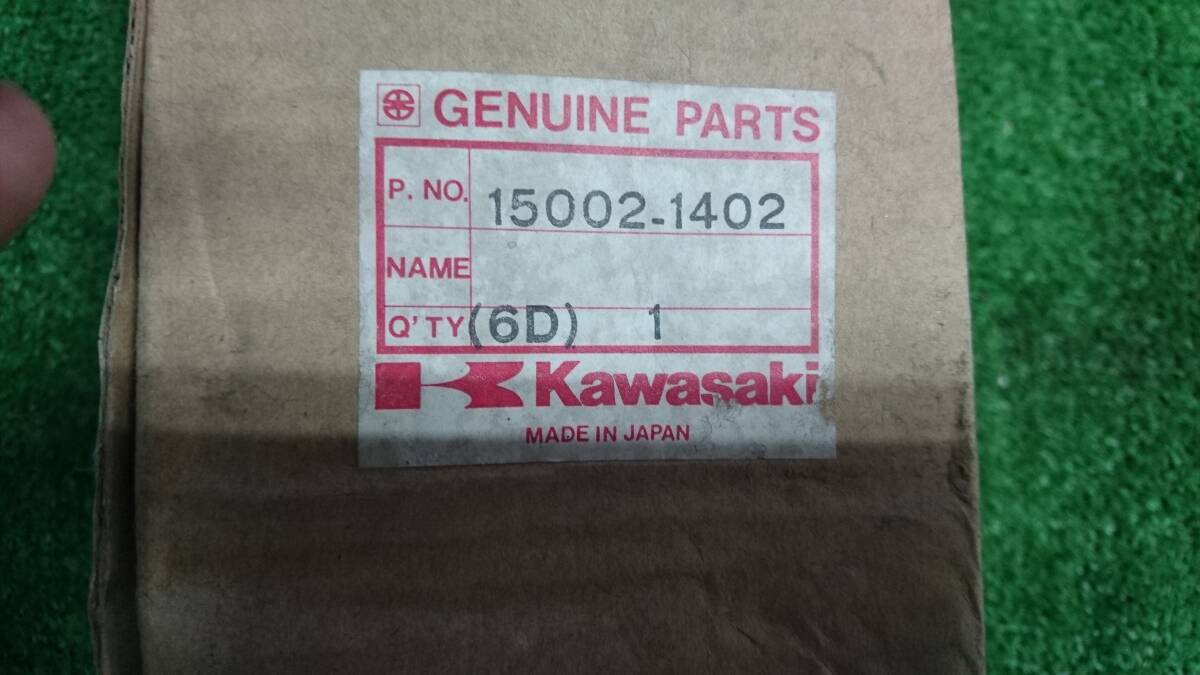 GENUINE PARTS
P. NO. 15002-1402
NAME
Q'TY (6D) 1
Kawasaki
MADE IN JAPAN